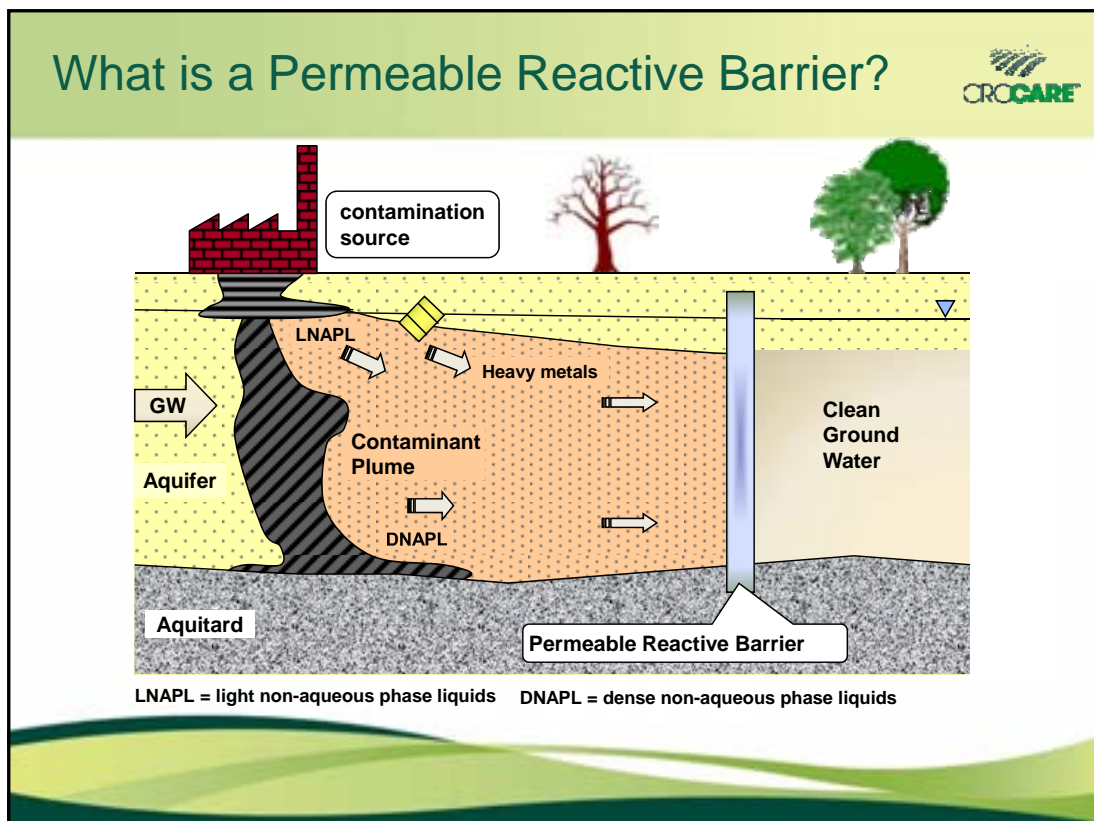 What is a Permeable Reactive Barrier?
CRCCARE
contamination
source
LNAPL
Heavy metals
GW
Contaminant
Plume
Clean
Ground
Water
Aquifer
DNAPL
Aquitard
Permeable Reactive Barrier
LNAPL = light non-aqueous phase liquids DNAPL = dense non-aqueous phase liquids